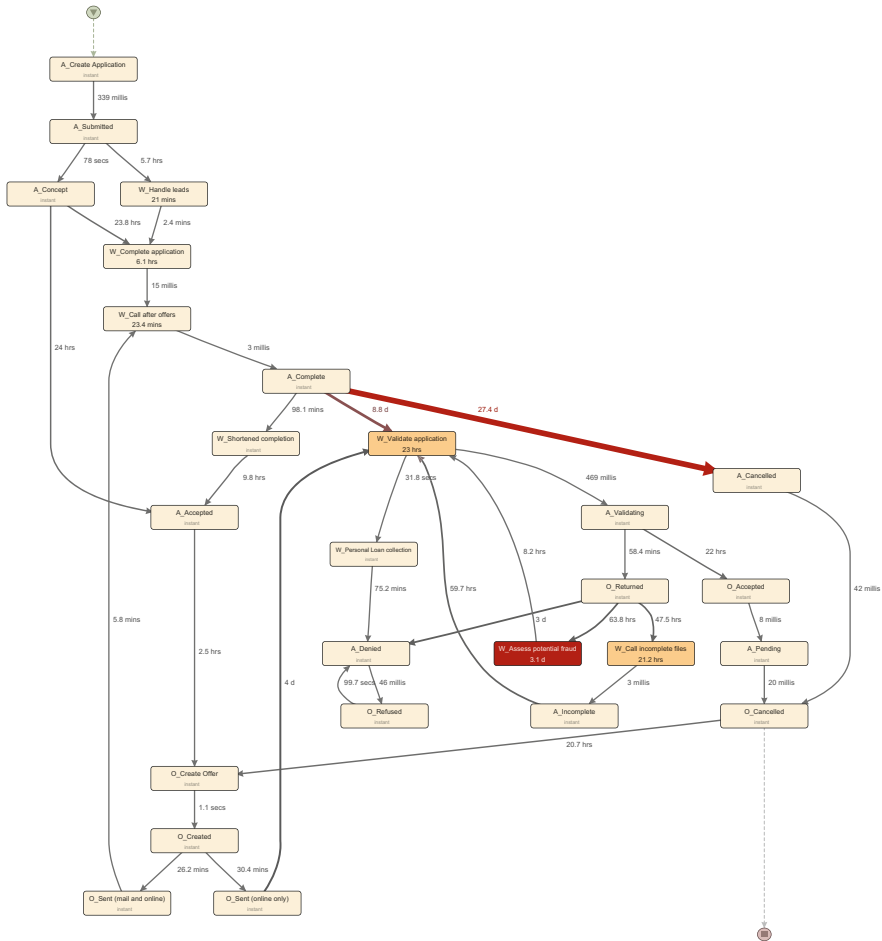 A_Create Application
instant
339 millis
A_Submitted
instant
78 secs
5.7 hrs
A_Concept
instant
W_Handle leads
21 mins
23.8 hrs
2.4 mins
W_Complete application
6.1 hrs
15 millis
W_Call after offers
23.4 mins
24 hrs
3 millis
A_Complete
instant
98.1 mins
8.8 d
27.4 d
W_Shortened completion
instant
W_Validate application
23 hrs
9.8 hrs
31.8 secs
469 millis
A_Cancelled
instant
A_Accepted
instant
A_Validating
instant
W_Personal Loan collection
instant
8.2 hrs
58.4 mins
22 hrs
75.2 mins
59.7 hrs
O_Returned
instant
O_Accepted
instant
42 millis
5.8 mins
3 d
63.8 hrs
47.5 hrs
8 millis
2.5 hrs
A_Denied
instant
W_Assess potential fraud
3.1 d
W_Call incomplete files
21.2 hrs
A_Pending
instant
4 d
99.7 secs
46 millis
3 millis
20 millis
O_Refused
instant
A_Incomplete
instant
O_Cancelled
instant
20.7 hrs
O_Create Offer
instant
1.1 secs
O_Created
instant
26.2 mins
30.4 mins
O_Sent (mail and online)
instant
O_Sent (online only)
instant